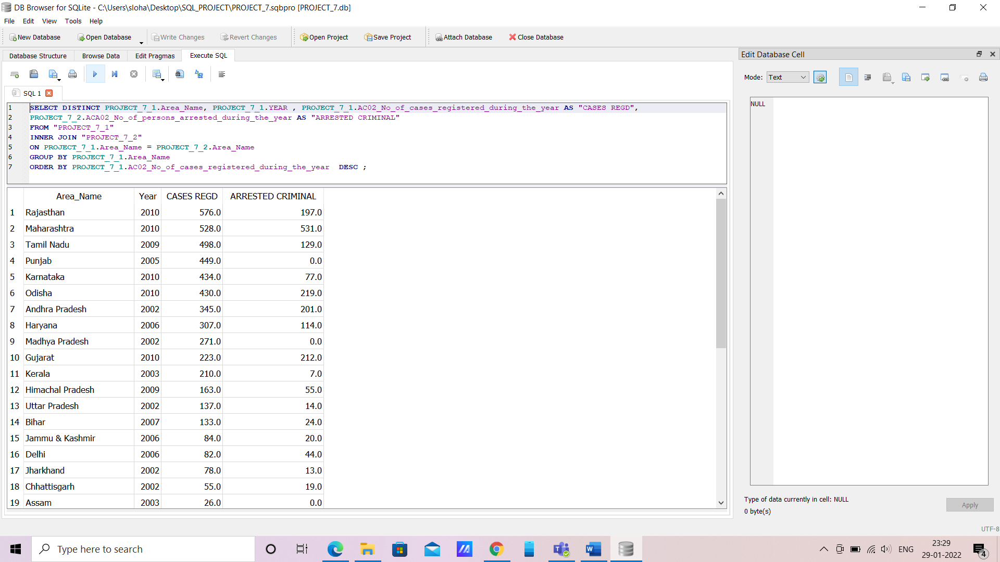 DB Browser for SQLite - C:\Users\sloha\Desktop\SQL_PROJECT\PROJECT_7.sqbpro [PROJECT_7.db]
File Edit View Tools Help
New Database Open Database Write Changes Revert Changes Open Project Save Project Attach Database Close Database
Database Structure Browse Data Edit Pragmas Execute SQL
SQL 1
1 SELECT DISTINCT PROJECT_7_1.Area_Name, PROJECT_7_1.YEAR , PROJECT_7_1.AC02_No_of_cases_registered_during_the_year AS "CASES REGD",
2 PROJECT_7_2.ACA02_No_of_persons_arrested_during_the_year AS "ARRESTED CRIMINAL"
3 FROM "PROJECT_7_1"
4 INNER JOIN "PROJECT_7_2"
5 ON PROJECT_7_1.Area_Name = PROJECT_7_2.Area_Name
6 GROUP BY PROJECT_7_1.Area_Name
7 ORDER BY PROJECT_7_1.AC02_No_of_cases_registered_during_the_year DESC ;
Area_Name Year CASES REGD ARRESTED CRIMINAL
1 Rajasthan 2010 576.0 197.0
2 Maharashtra 2010 528.0 531.0
3 Tamil Nadu 2009 498.0 129.0
4 Punjab 2005 449.0 0.0
5 Karnataka 2010 434.0 77.0
6 Odisha 2010 430.0 219.0
7 Andhra Pradesh 2002 345.0 201.0
8 Haryana 2006 307.0 114.0
9 Madhya Pradesh 2002 271.0 0.0
10 Gujarat 2010 223.0 212.0
11 Kerala 2003 210.0 7.0
12 Himachal Pradesh 2009 163.0 55.0
13 Uttar Pradesh 2002 137.0 14.0
14 Bihar 2007 133.0 24.0
15 Jammu & Kashmir 2006 84.0 20.0
16 Delhi 2006 82.0 44.0
17 Jharkhand 2002 78.0 13.0
18 Chhattisgarh 2002 55.0 19.0
19 Assam 2003 26.0 0.0
Edit Database Cell
Mode: Text
NULL
Type of data currently in cell: NULL
0 byte(s)
Apply
UTF-8
Type here to search
ENG
23:29
29-01-2022
4